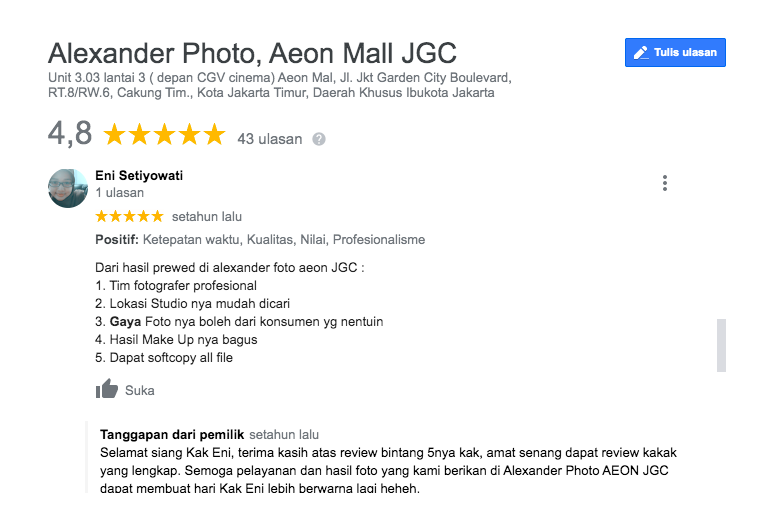 Alexander Photo, Aeon Mall JGC
Tulis ulasan
Unit 3.03 lantai 3 ( depan CGV cinema) Aeon Mal, Jl. Jkt Garden City Boulevard,
RT.8/RW.6, Cakung Tim., Kota Jakarta Timur, Daerah Khusus Ibukota Jakarta
4,8 43 ulasan ?
Eni Setiyowati
1 ulasan
setahun lalu
Positif: Ketepatan waktu, Kualitas, Nilai, Profesionalisme
Dari hasil prewed di alexander foto aeon JGC :
1. Tim fotografer profesional
2. Lokasi Studio nya mudah dicari
3. Gaya Foto nya boleh dari konsumen yg nentuin
4. Hasil Make Up nya bagus
5. Dapat softcopy all file
Suka
Tanggapan dari pemilik setahun lalu
Selamat siang Kak Eni, terima kasih atas review bintang 5nya kak, amat senang dapat review kakak
yang lengkap. Semoga pelayanan dan hasil foto yang kami berikan di Alexander Photo AEON JGC
dapat membuat hari Kak Eni lebih berwarna lagi heheh.